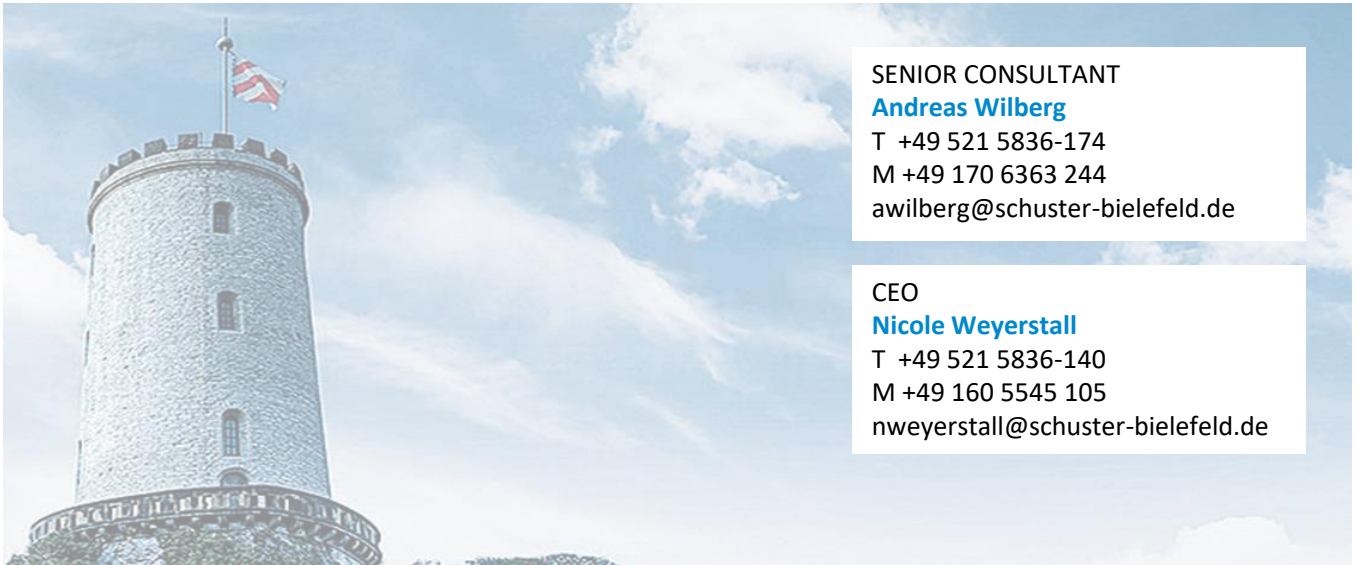 SENIOR CONSULTANT
Andreas Wilberg
T +49 521 5836-174
M +49 170 6363 244
awilberg@schuster-bielefeld.de
CEO
Nicole Weyerstall
T +49 521 5836-140
M +49 160 5545 105
nweyerstall@schuster-bielefeld.de